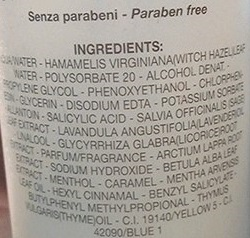 Senza parabeni - Paraben free
INGREDIENTS:
WATER - HAMAMELIS VIRGINIANA(WITCH HAZEL)LEAF
WATER - POLYSORBATE 20 - ALCOHOL DENAT. -
PROPYLENE GLYCOL - PHENOXYETHANOL -
GLYCERIN - DISODIUM EDTA - POTASSIUM SORBATE
SALICYLIC ACID - SALVIA OFFICINALIS (SAGE)
LEAF EXTRACT - LAVANDULA ANGUSTIFOLIA(LAVENDER)
GLYCYRRHIZA GLABRA(LICORICE)ROOT
EXTRACT - PARFUM/FRAGRANCE - ARCTIUM LAPPA ROOT
EXTRACT - SODIUM HYDROXIDE - BETULA ALBA LEAF
EXTRACT - MENTHOL - CARAMEL - MENTHA ARVENSIS
LEAF OIL - HEXYL CINNAMAL - BENZYL SALICYLATE -
BUTYLPHENYL METHYLPROPIONAL - THYMUS
VULGARIS(THYME)OIL - C.I. 19140/YELLOW 5 - C.I.
42090/BLUE 1